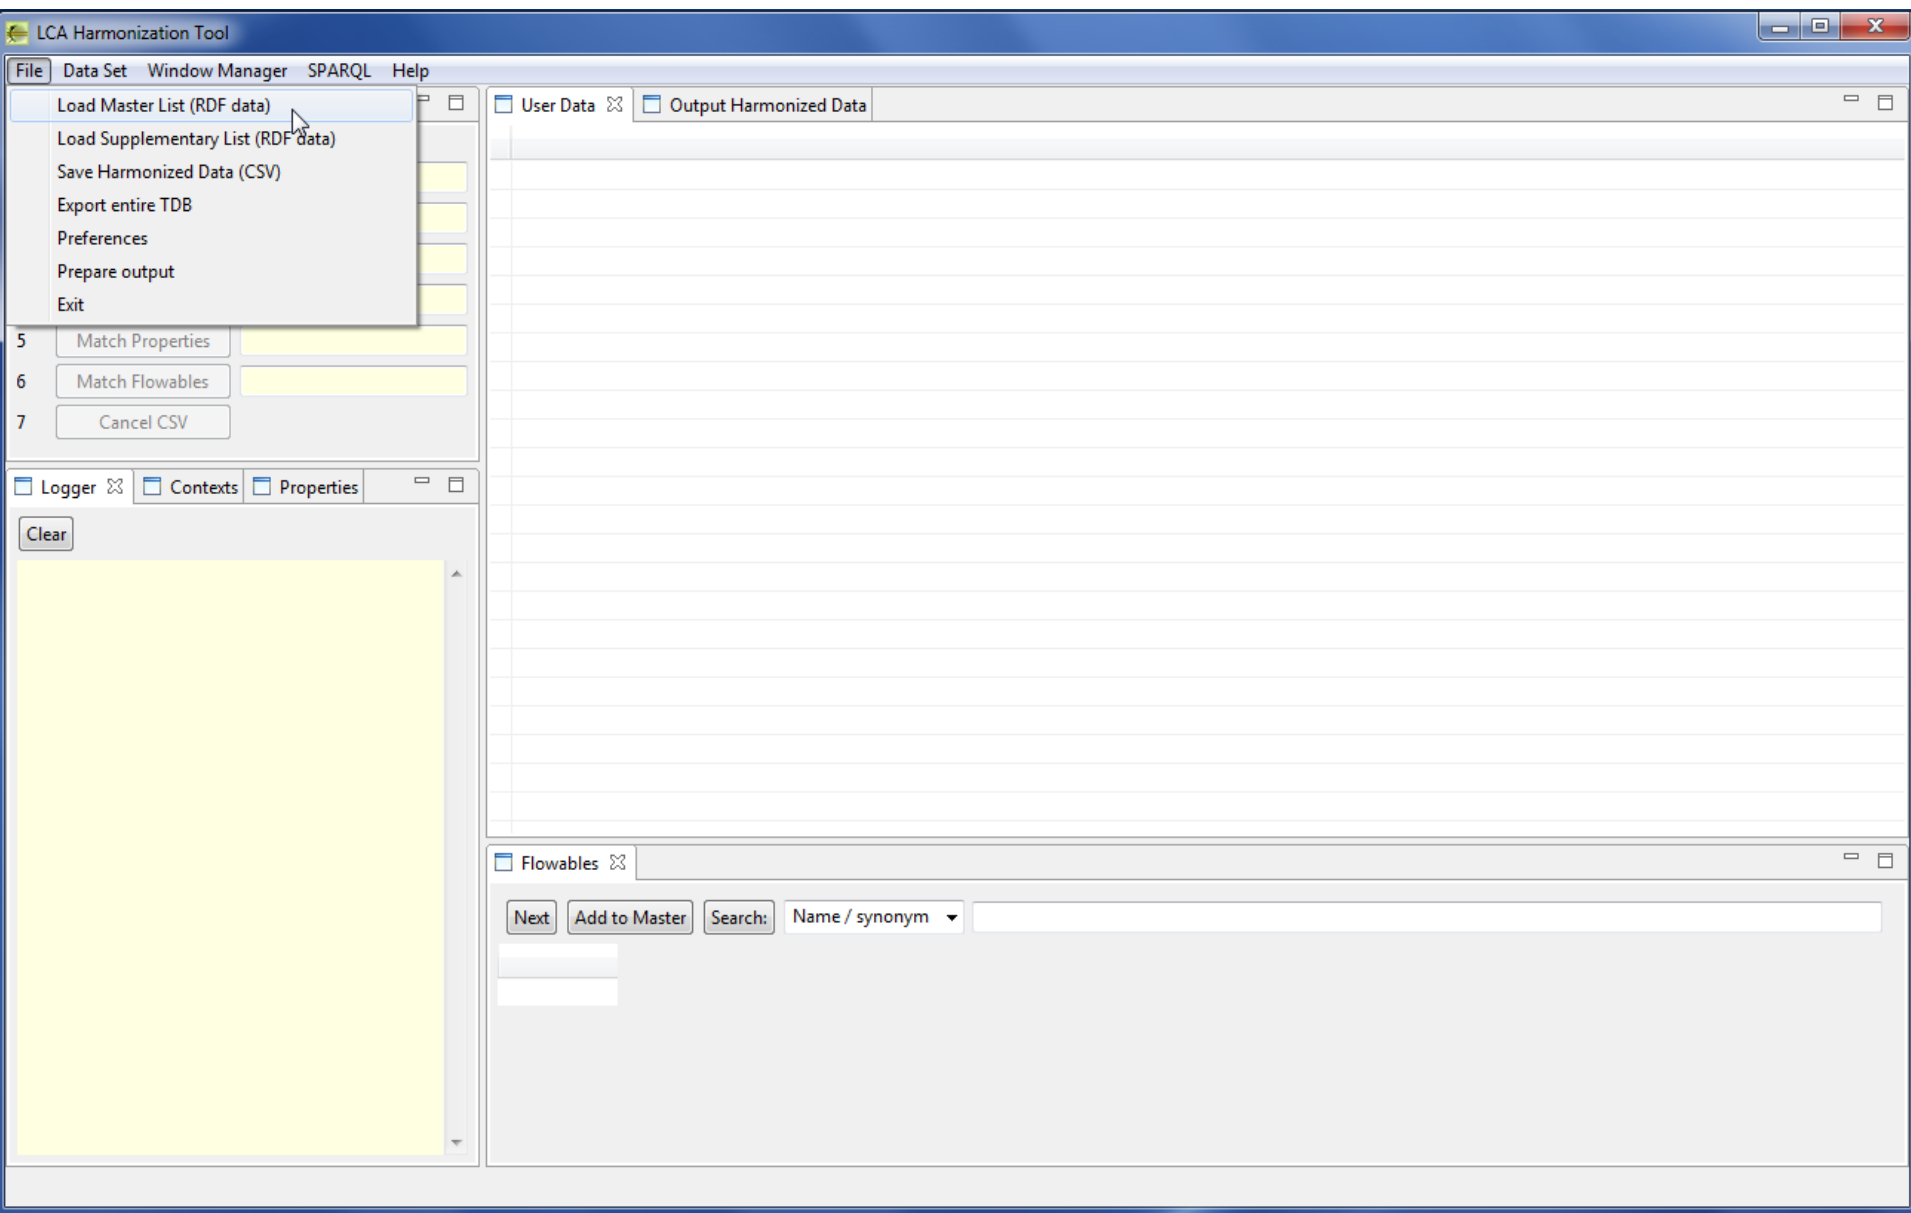 LCA Harmonization Tool
File Data Set Window Manager SPARQL Help
Load Master List (RDF data)
Load Supplementary List (RDF data)
Save Harmonized Data (CSV)
Export entire TDB
Preferences
Prepare output
Exit
5 Match Properties
6 Match Flowables
7 Cancel CSV
User Data Output Harmonized Data
Logger Contexts Properties
Clear
Flowables
Next Add to Master Search: Name / synonym